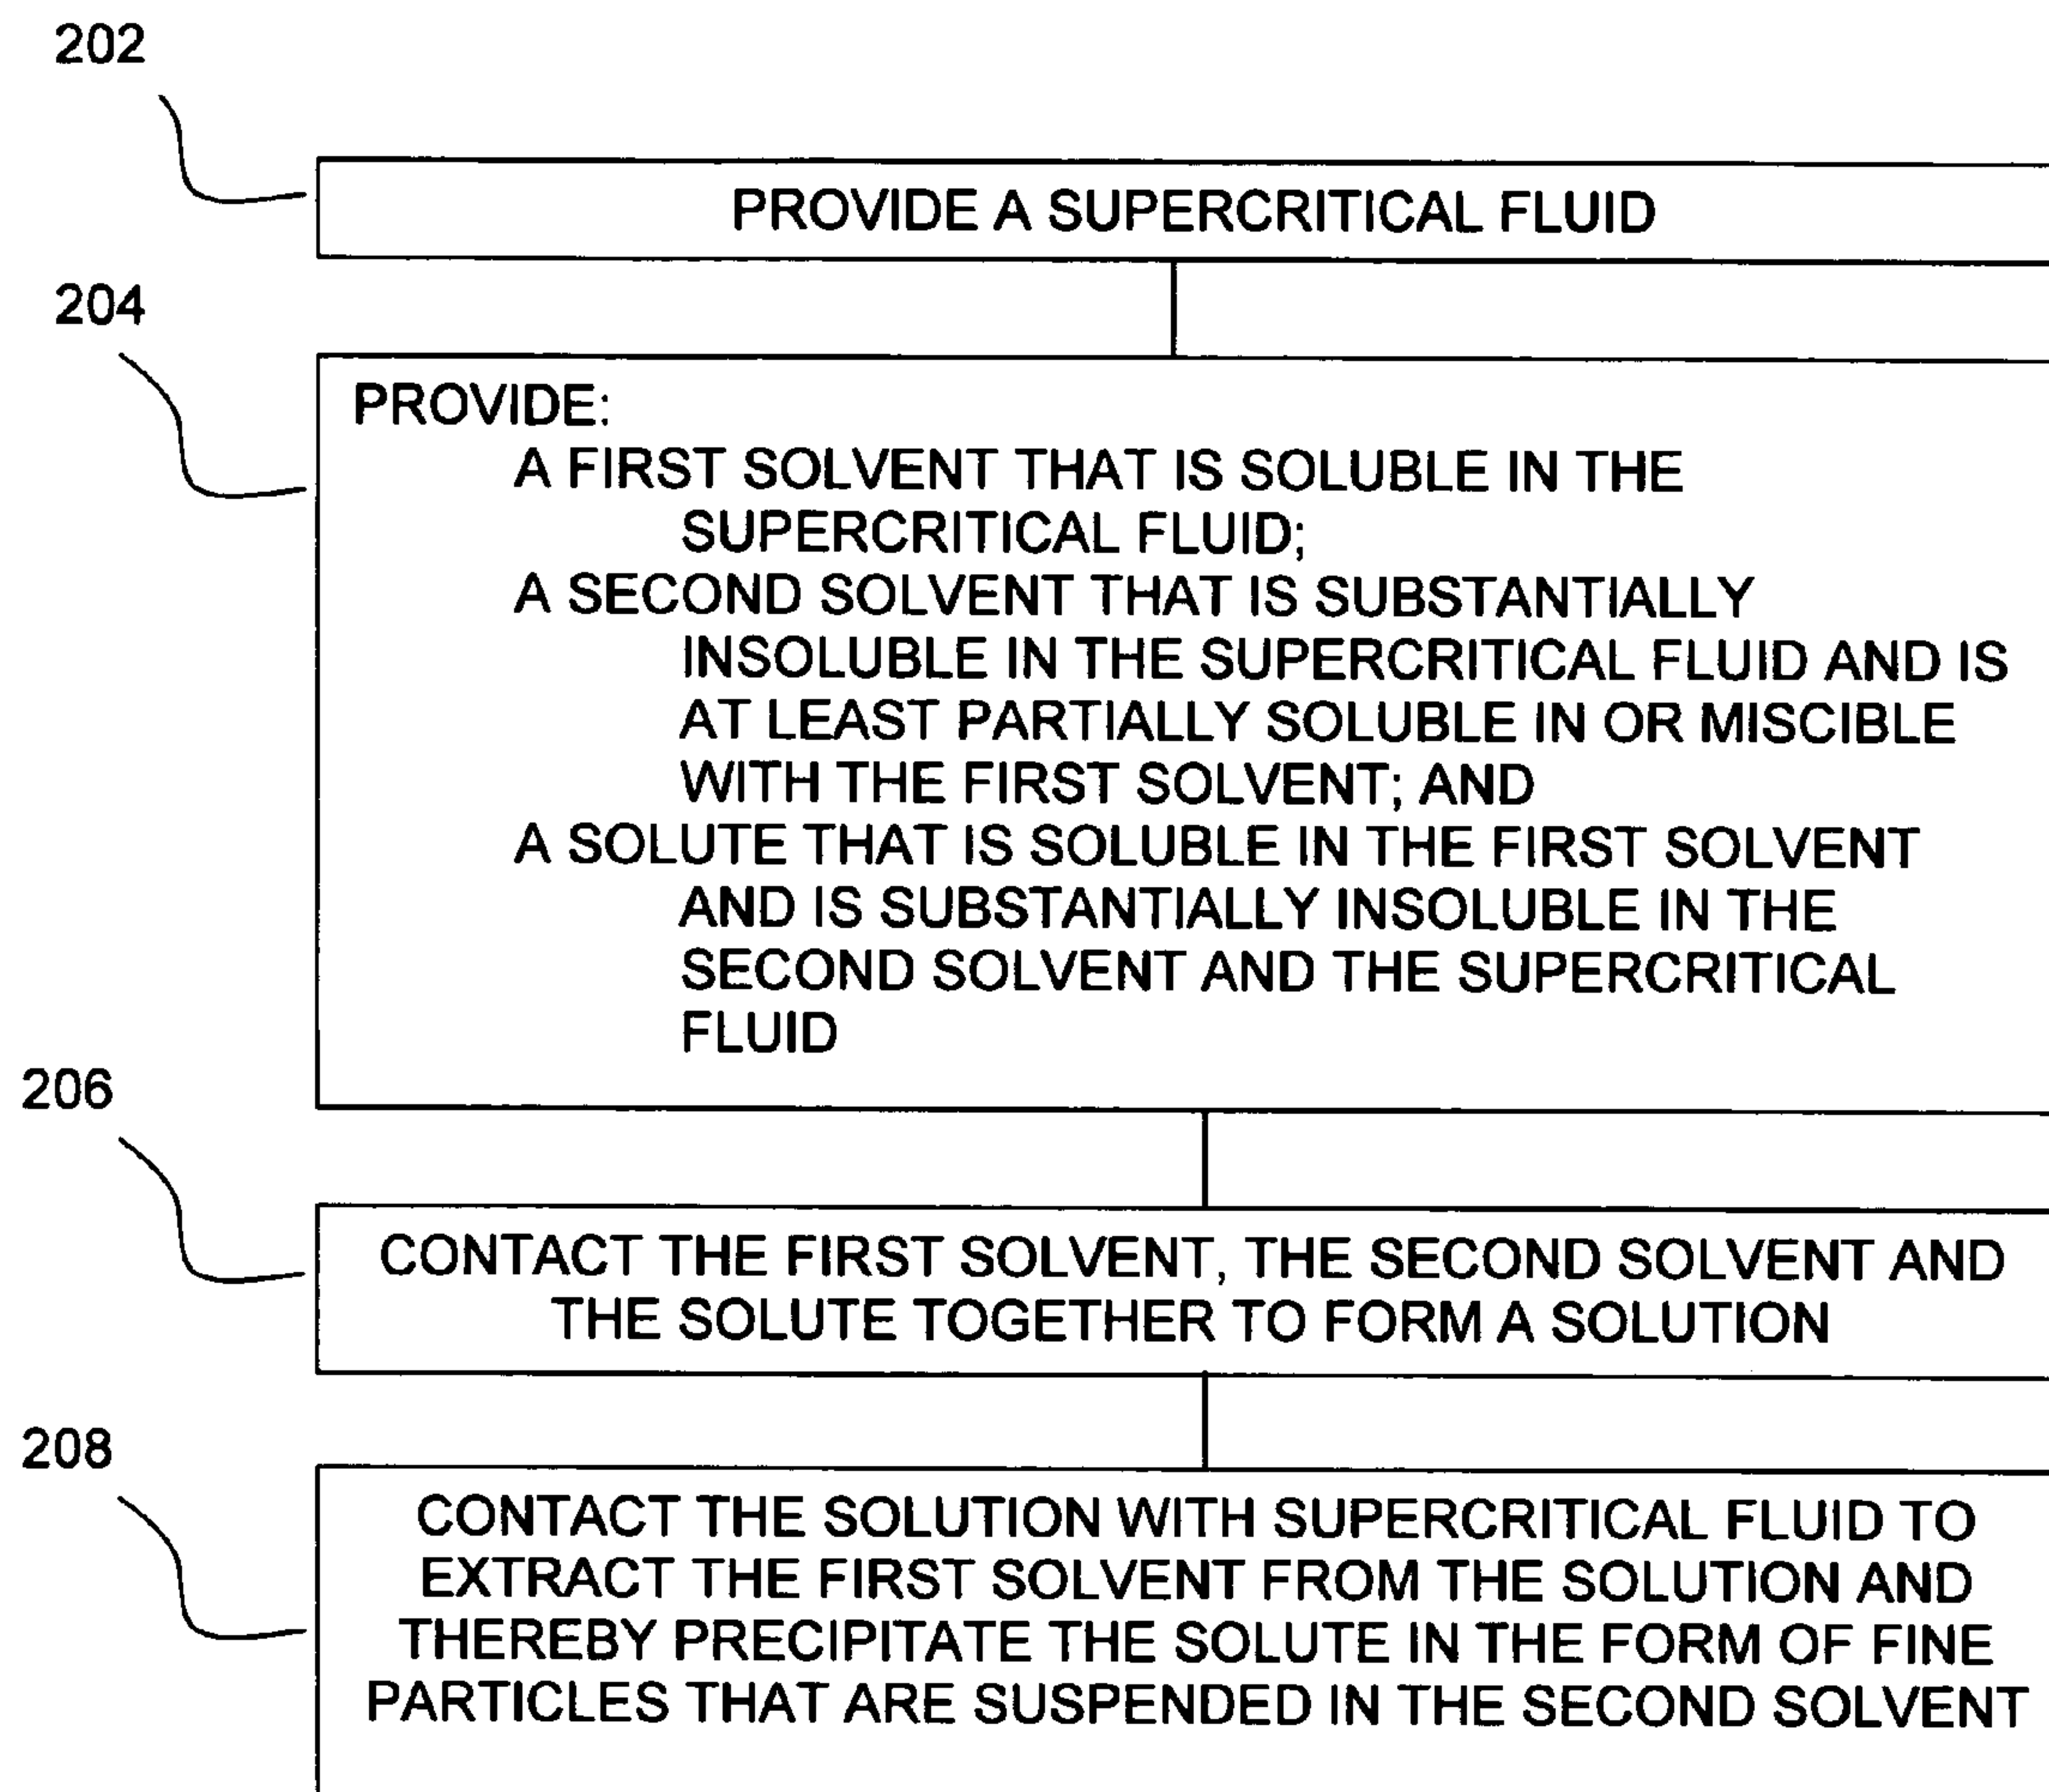 202
PROVIDE A SUPERCRITICAL FLUID
204
PROVIDE:
A FIRST SOLVENT THAT IS SOLUBLE IN THE
SUPERCRITICAL FLUID;
A SECOND SOLVENT THAT IS SUBSTANTIALLY
INSOLUBLE IN THE SUPERCRITICAL FLUID AND IS
AT LEAST PARTIALLY SOLUBLE IN OR MISCIBLE
WITH THE FIRST SOLVENT; AND
A SOLUTE THAT IS SOLUBLE IN THE FIRST SOLVENT
AND IS SUBSTANTIALLY INSOLUBLE IN THE
SECOND SOLVENT AND THE SUPERCRITICAL
FLUID
206
CONTACT THE FIRST SOLVENT, THE SECOND SOLVENT AND
THE SOLUTE TOGETHER TO FORM A SOLUTION
208
CONTACT THE SOLUTION WITH SUPERCRITICAL FLUID TO
EXTRACT THE FIRST SOLVENT FROM THE SOLUTION AND
THEREBY PRECIPITATE THE SOLUTE IN THE FORM OF FINE
PARTICLES THAT ARE SUSPENDED IN THE SECOND SOLVENT